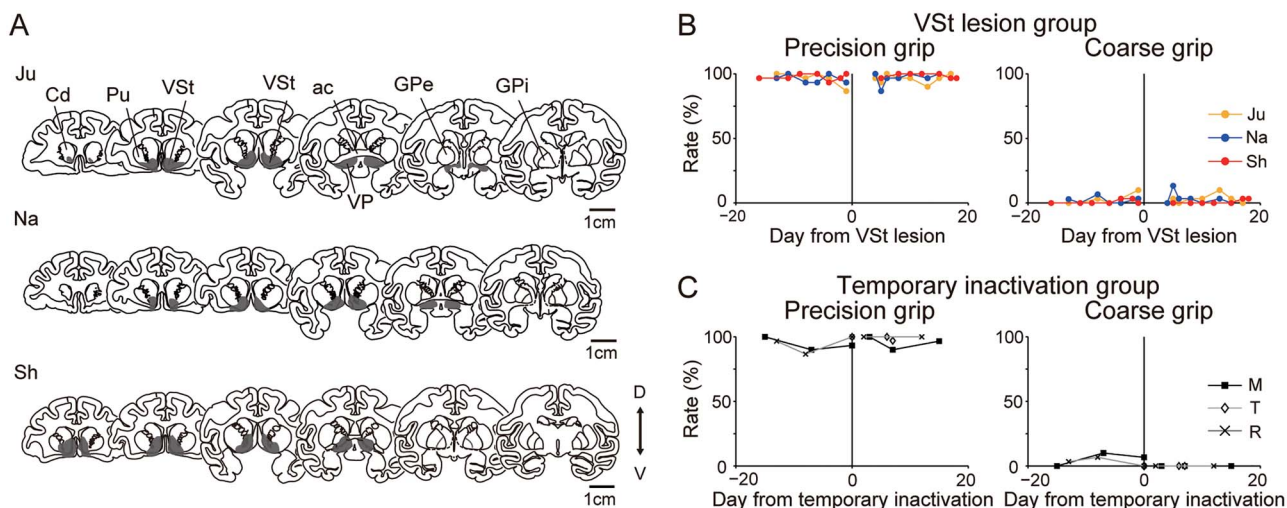 A
Ju
Cd
Pu
VSt
VSt
ac
GPe
GPi
VP
1cm
Na
1cm
Sh
D
V
1cm
B
VSt lesion group
Precision grip
Coarse grip
Rate (%)
100
50
0
−20
0
20
Day from VSt lesion
100
50
0
−20
0
20
Day from VSt lesion
Ju
Na
Sh
C
Temporary inactivation group
Precision grip
Coarse grip
Rate (%)
100
50
0
−20
0
20
Day from temporary inactivation
100
50
0
−20
0
20
Day from temporary inactivation
M
T
R